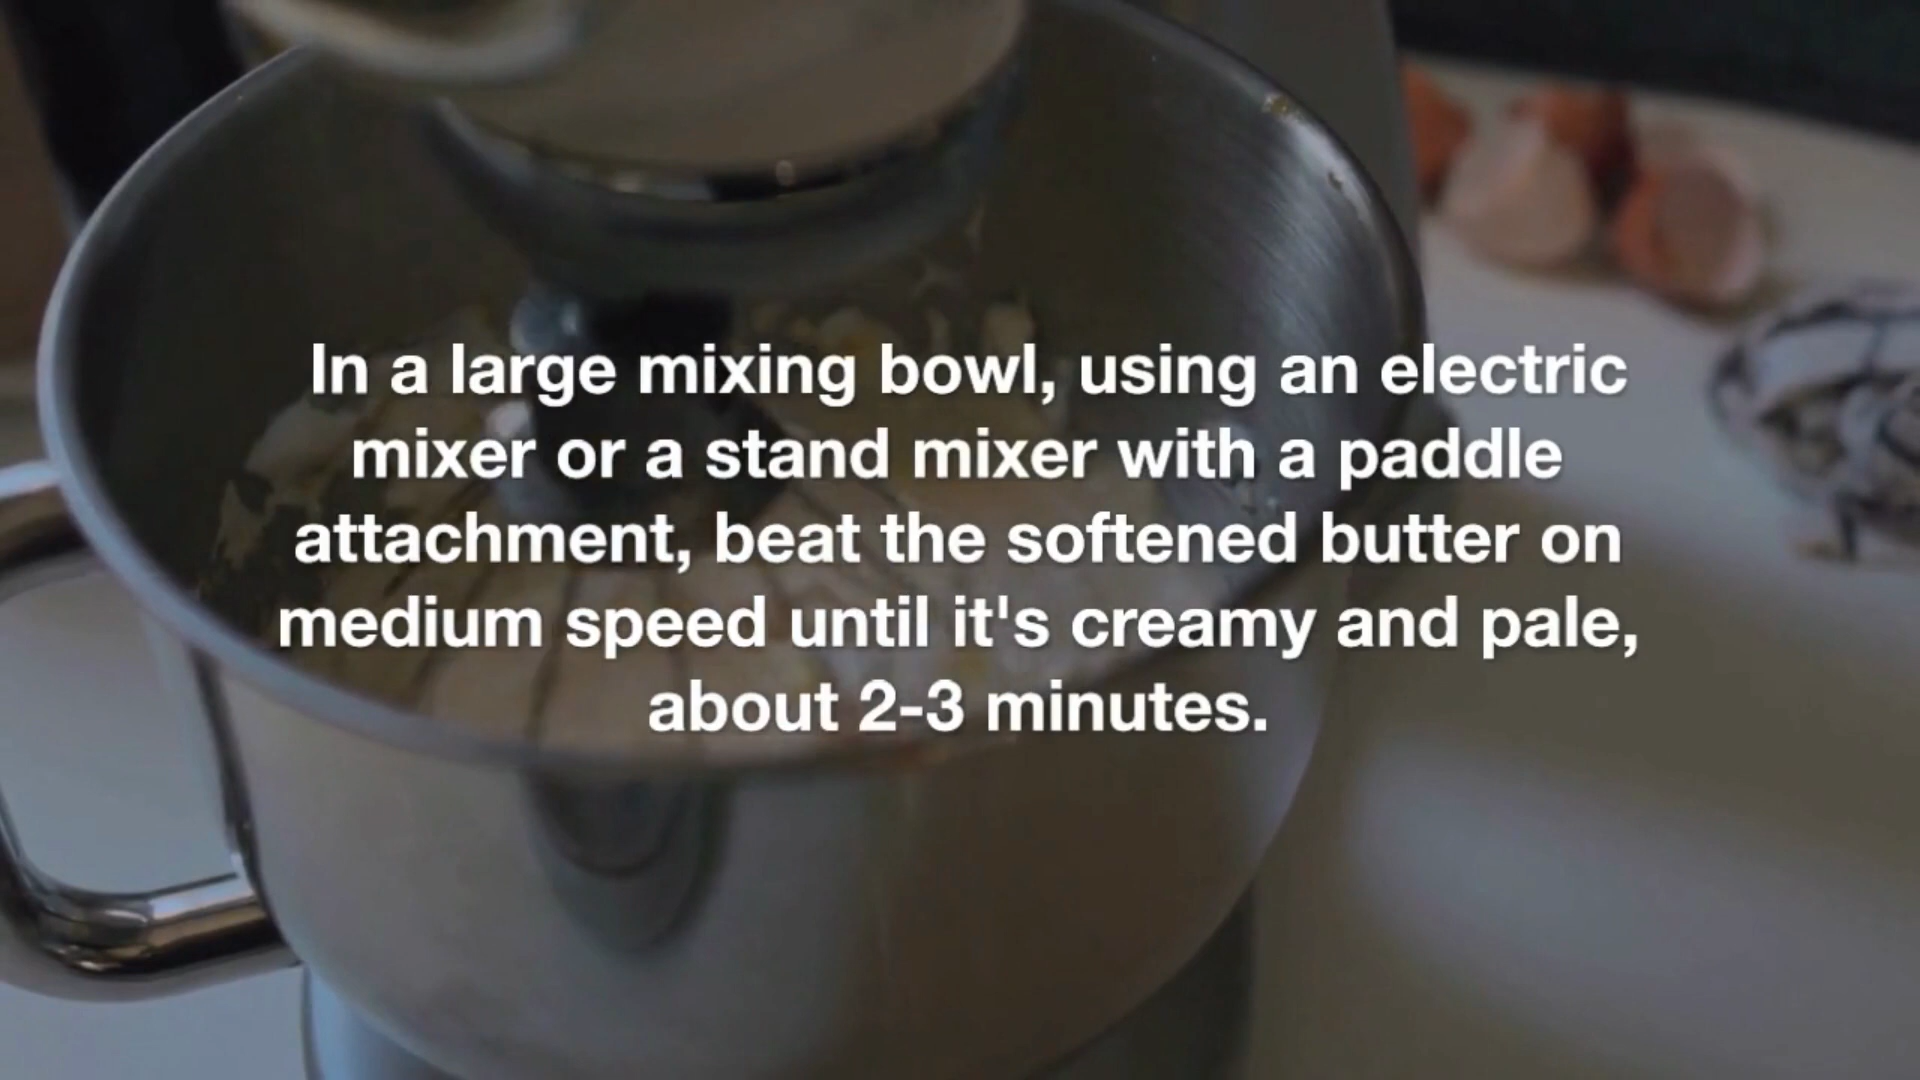 In a large mixing bowl, using an electric
mixer or a stand mixer with a paddle
attachment, beat the softened butter on
medium speed until it's creamy and pale,
about 2-3 minutes.